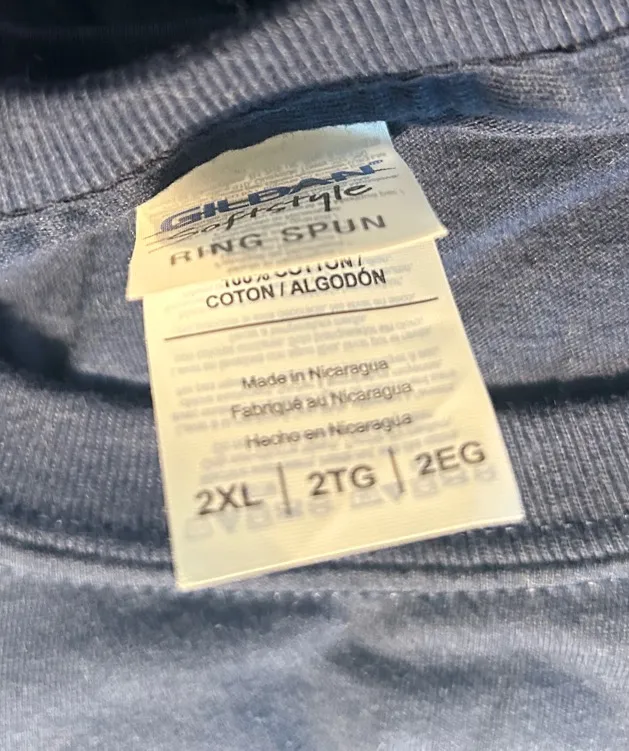 GILDAN
Softstyle
RING SPUN
100% COTTON /
COTON / ALGODÓN
Made in Nicaragua
Fabriqué au Nicaragua
Hecho en Nicaragua
2XL | 2TG | 2EG